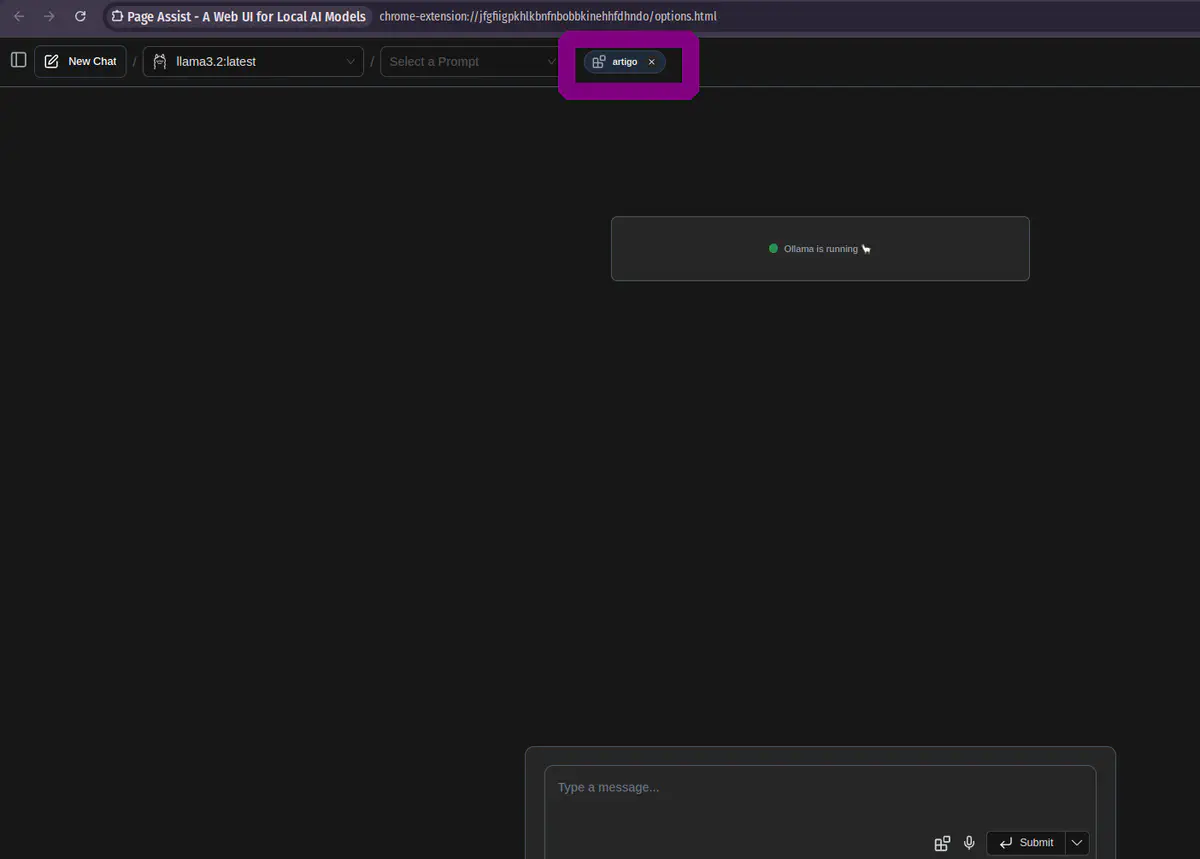 Page Assist - A Web UI for Local AI Models chrome-extension://jfgfiigpkhlkbnfnbobbkinehhfdhndo/options.html
New Chat / llama3.2:latest / Select a Prompt artigo
Ollama is running
Type a message...
Submit